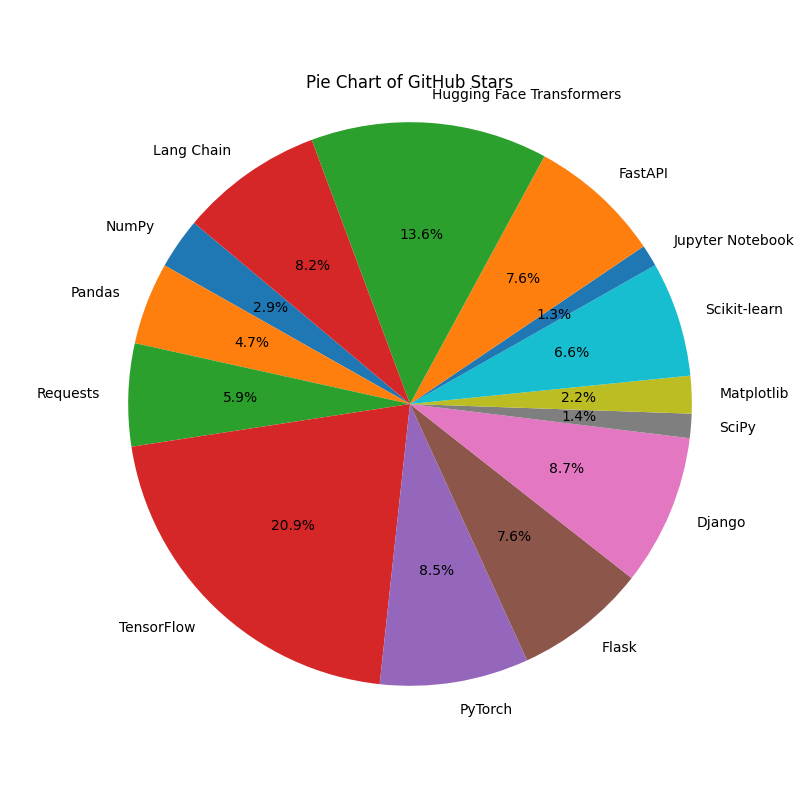 Pie Chart of GitHub Stars
Hugging Face Transformers
Lang Chain
FastAPI
NumPy
Jupyter Notebook
13.6%
8.2%
7.6%
Pandas
2.9%
1.3%
Scikit-learn
4.7%
6.6%
Requests
5.9%
2.2%
Matplotlib
1.4%
SciPy
8.7%
20.9%
7.6%
Django
8.5%
TensorFlow
Flask
PyTorch